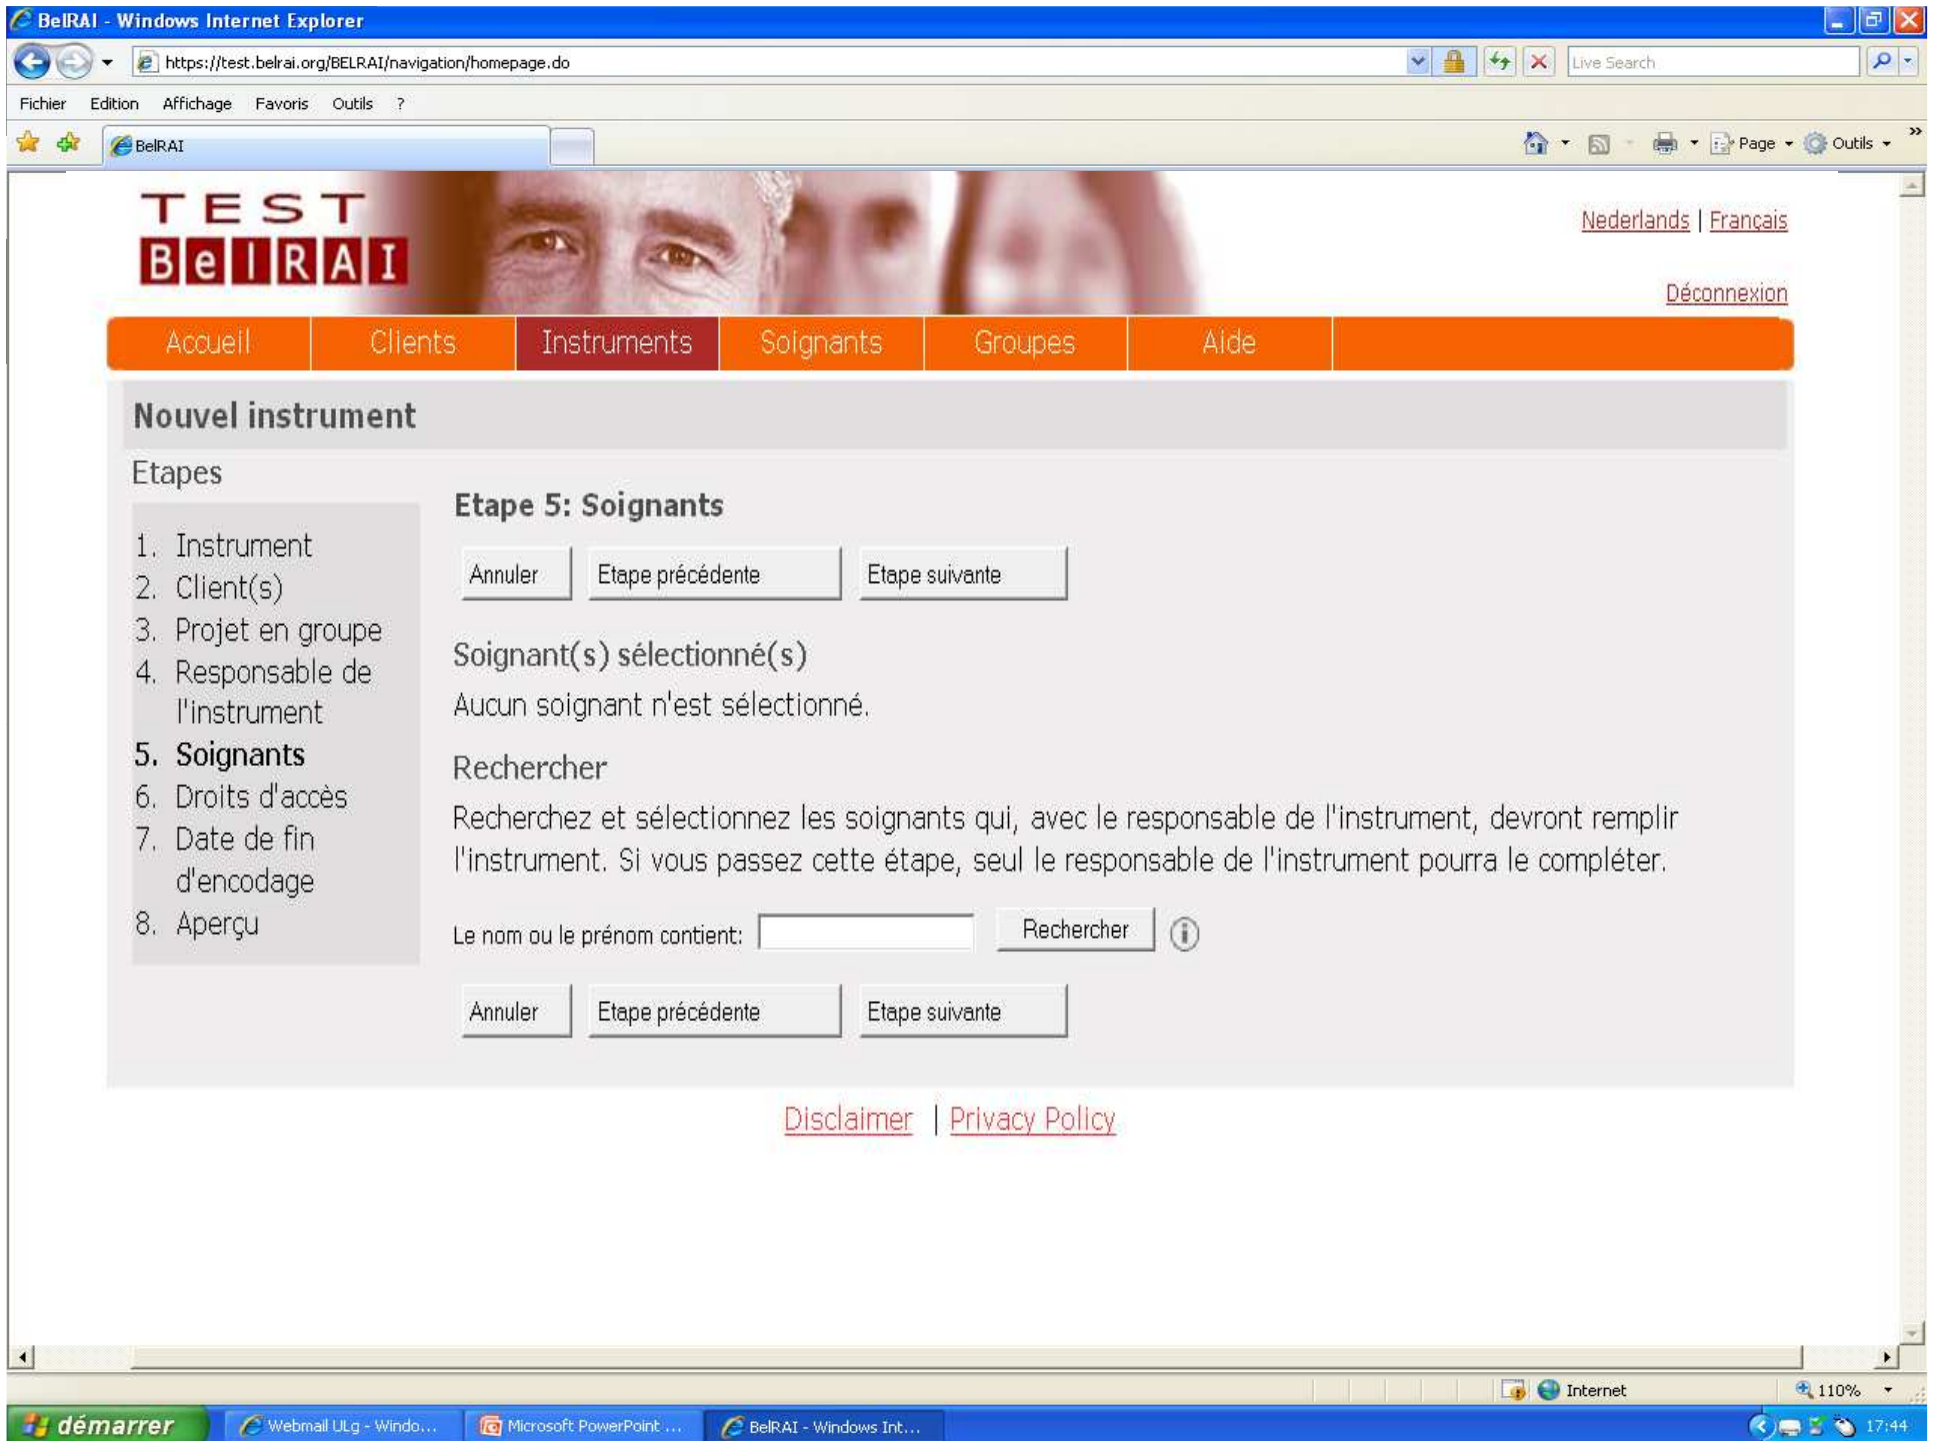 BelRAI - Windows Internet Explorer
https://test.belrai.org/BELRAI/navigation/homepage.do
Live Search
Fichier Edition Affichage Favoris Outils ?
BelRAI
Page Outils
TEST
BelRAI
Nederlands | Français
Déconnexion
Accueil Clients Instruments Soignants Groupes Aide
Nouvel instrument
Etapes
1. Instrument
2. Client(s)
3. Projet en groupe
4. Responsable de
l'instrument
5. Soignants
6. Droits d'accès
7. Date de fin
d'encodage
8. Aperçu
Etape 5: Soignants
Annuler Etape précédente Etape suivante
Soignant(s) sélectionné(s)
Aucun soignant n'est sélectionné.
Rechercher
Recherchez et sélectionnez les soignants qui, avec le responsable de l'instrument, devront remplir
l'instrument. Si vous passez cette étape, seul le responsable de l'instrument pourra le compléter.
Le nom ou le prénom contient: Rechercher
Annuler Etape précédente Etape suivante
Disclaimer | Privacy Policy
Internet 110%
démarrer Webmail ULg - Windo... Microsoft PowerPoint ... BelRAI - Windows Int... 17:44